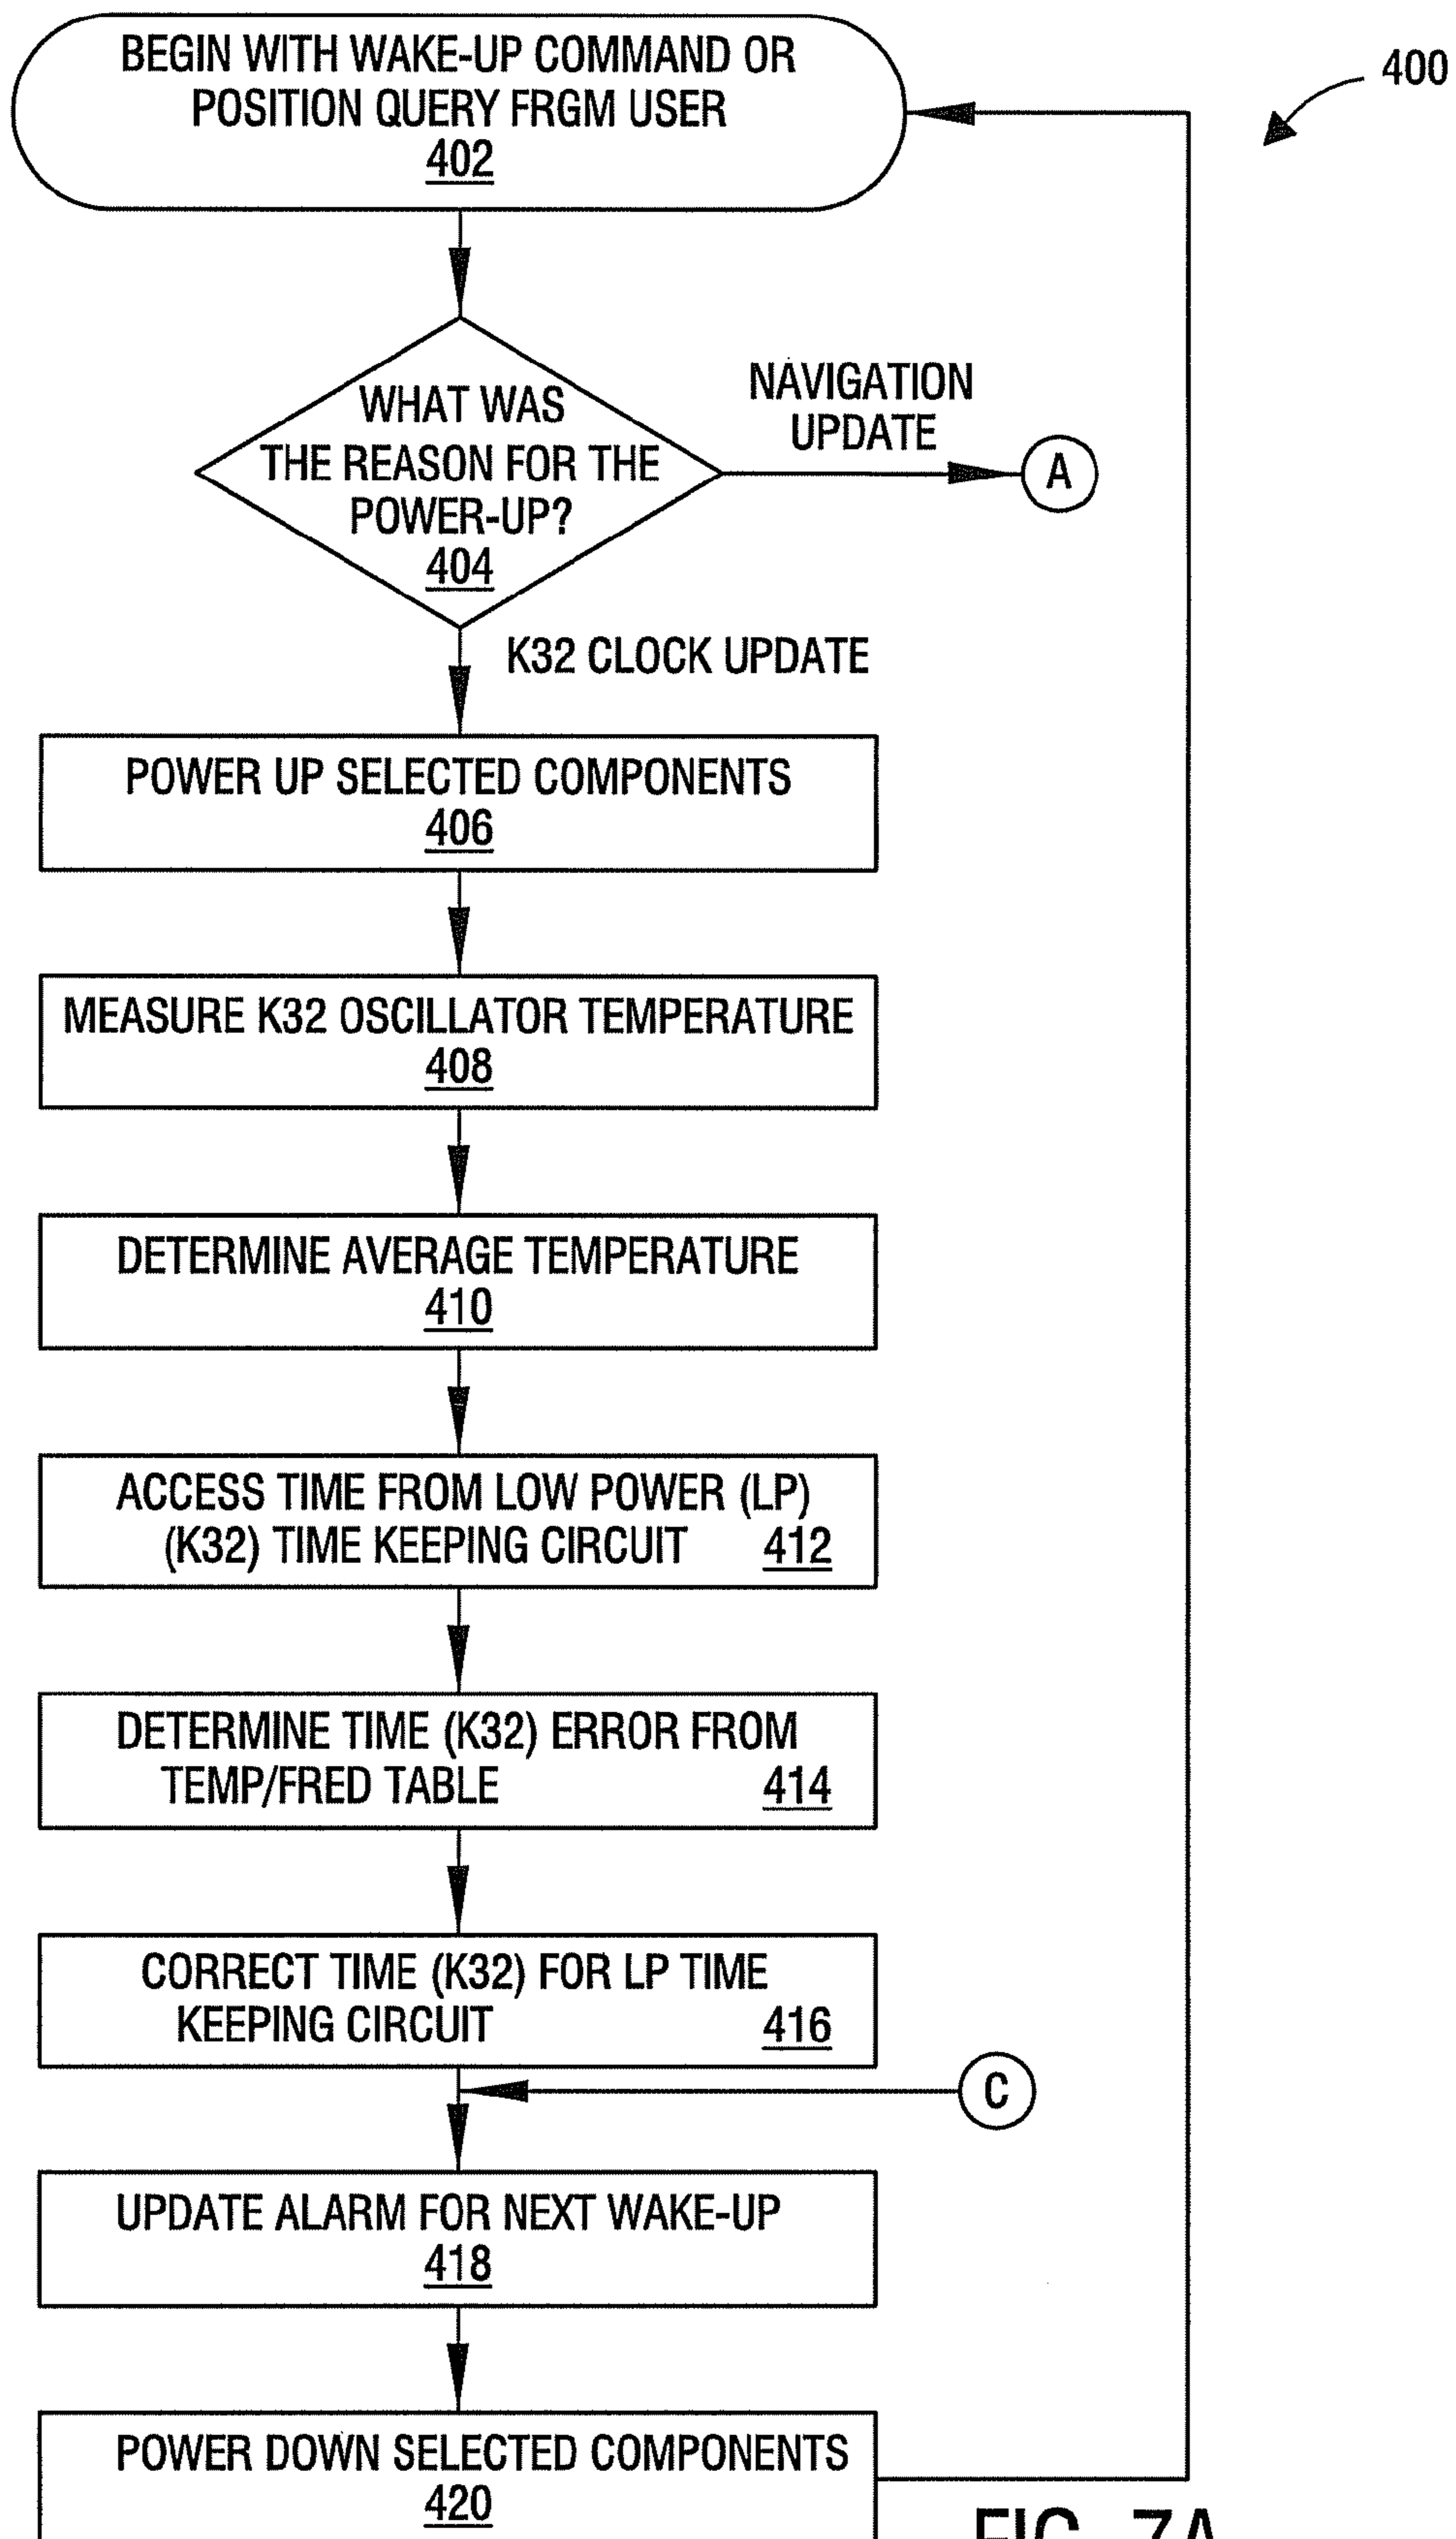 BEGIN WITH WAKE-UP COMMAND OR
POSITION QUERY FRGM USER
402
400
WHAT WAS
THE REASON FOR THE
POWER-UP?
404
NAVIGATION
UPDATE
A
K32 CLOCK UPDATE
POWER UP SELECTED COMPONENTS
406
MEASURE K32 OSCILLATOR TEMPERATURE
408
DETERMINE AVERAGE TEMPERATURE
410
ACCESS TIME FROM LOW POWER (LP)
(K32) TIME KEEPING CIRCUIT 412
DETERMINE TIME (K32) ERROR FROM
TEMP/FRED TABLE 414
CORRECT TIME (K32) FOR LP TIME
KEEPING CIRCUIT 416
C
UPDATE ALARM FOR NEXT WAKE-UP
418
POWER DOWN SELECTED COMPONENTS
420
FIG. 7A